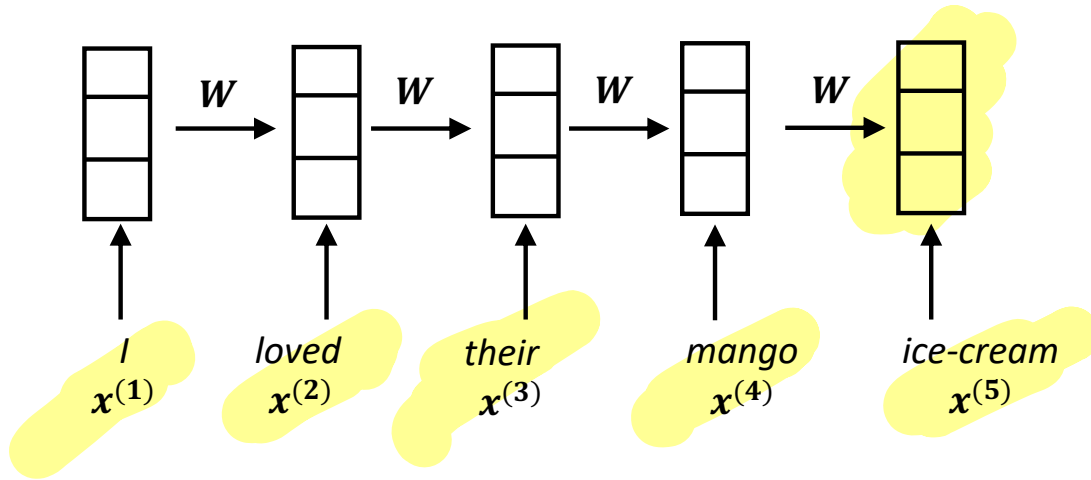 W W W W
I loved their mango ice-cream
x^(1) x^(2) x^(3) x^(4) x^(5)